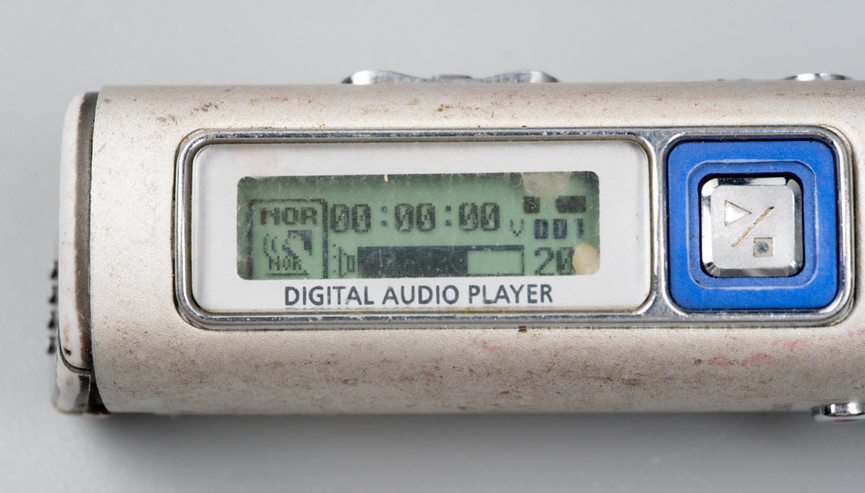 NOR 00:00:00
V 001
NOR 20
DIGITAL AUDIO PLAYER